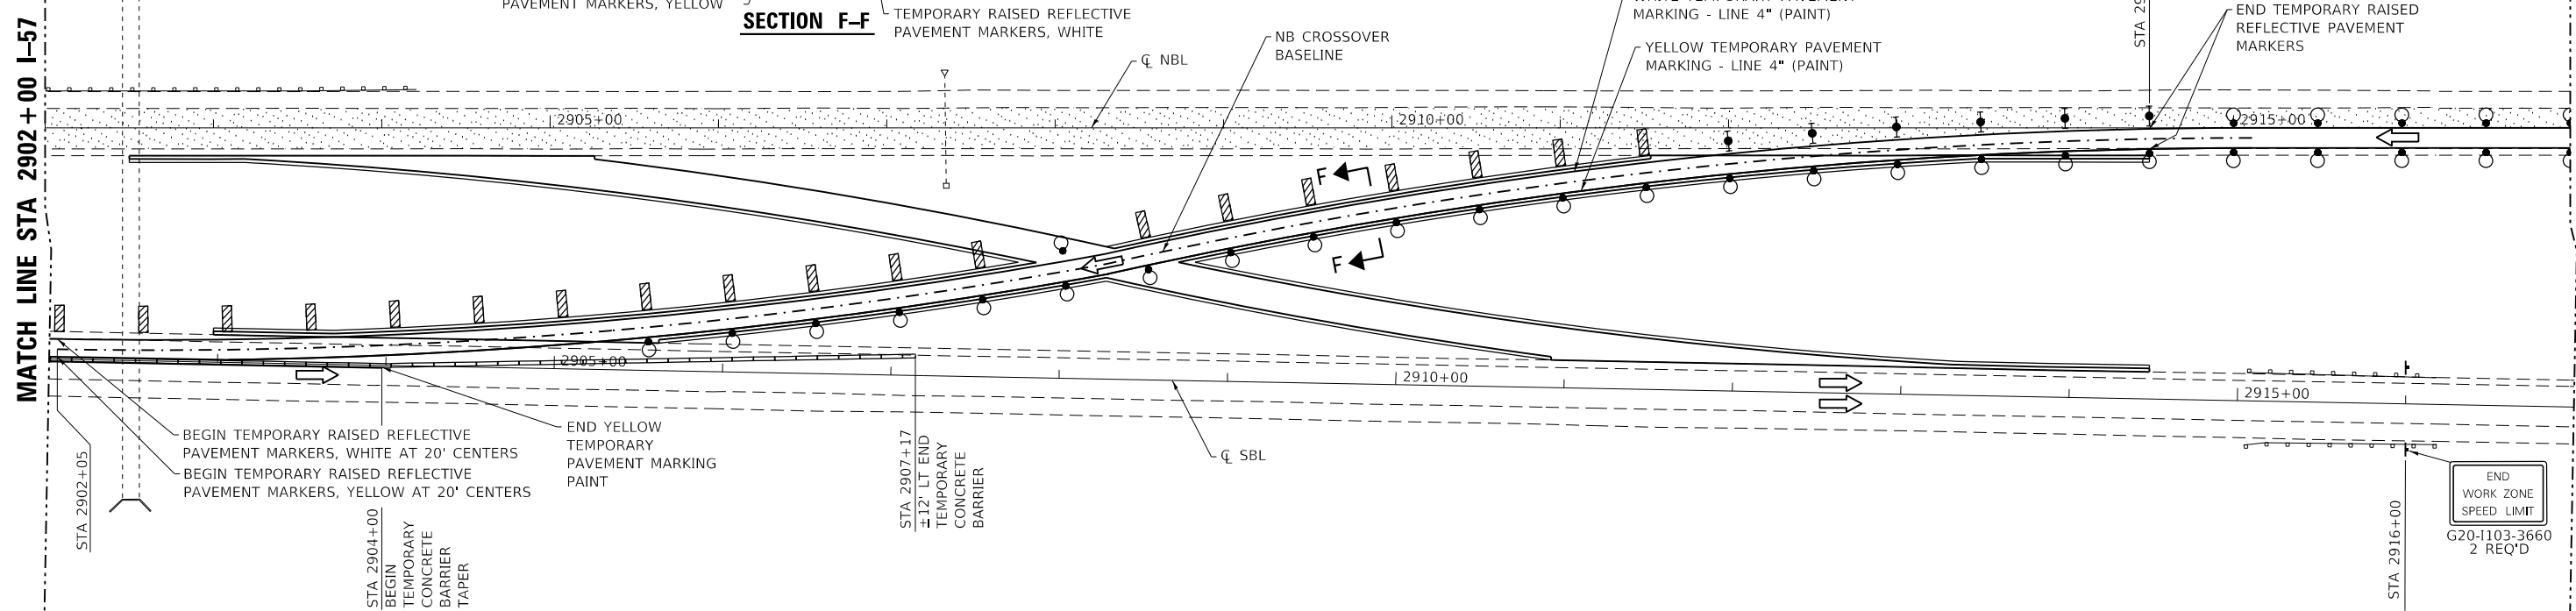 PAVEMENT MARKERS, YELLOW
SECTION F–F
TEMPORARY RAISED REFLECTIVE
PAVEMENT MARKERS, WHITE
MARKING - LINE 4" (PAINT)
YELLOW TEMPORARY PAVEMENT
MARKING - LINE 4" (PAINT)
END TEMPORARY RAISED
REFLECTIVE PAVEMENT
MARKERS
NB CROSSOVER
BASELINE
℄ NBL
MATCH LINE STA 2902+00 I–57
2905+00
2910+00
2915+00
F
F
2905+00
2910+00
2915+00
BEGIN TEMPORARY RAISED REFLECTIVE
PAVEMENT MARKERS, WHITE AT 20' CENTERS
BEGIN TEMPORARY RAISED REFLECTIVE
PAVEMENT MARKERS, YELLOW AT 20' CENTERS
STA 2902+05
END YELLOW
TEMPORARY
PAVEMENT MARKING
PAINT
STA 2904+00
BEGIN
TEMPORARY
CONCRETE
BARRIER
TAPER
STA 2907+17
±12' LT END
TEMPORARY
CONCRETE
BARRIER
℄ SBL
STA 2916+00
END
WORK ZONE
SPEED LIMIT
G20-I103-3660
2 REQ'D